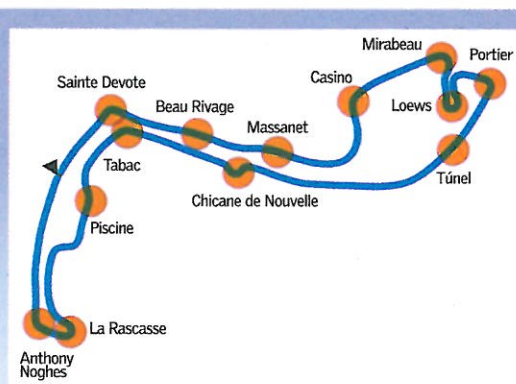 Mirabeau
Portier
Sainte Devote
Casino
Loews
Beau Rivage
Massanet
Tabac
Túnel
Chicane de Nouvelle
Piscine
La Rascasse
Anthony
Noghes